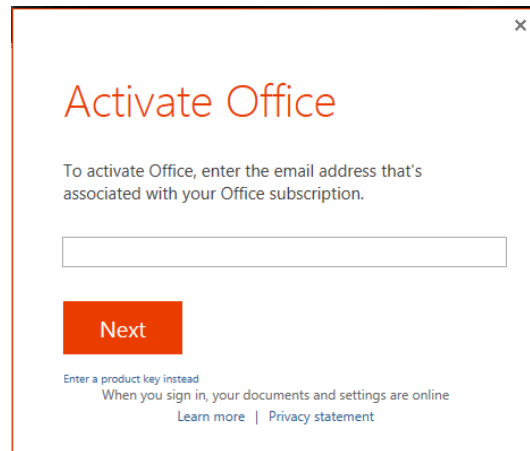 Activate Office
To activate Office, enter the email address that's
associated with your Office subscription.
Next
Enter a product key instead
When you sign in, your documents and settings are online
Learn more | Privacy statement